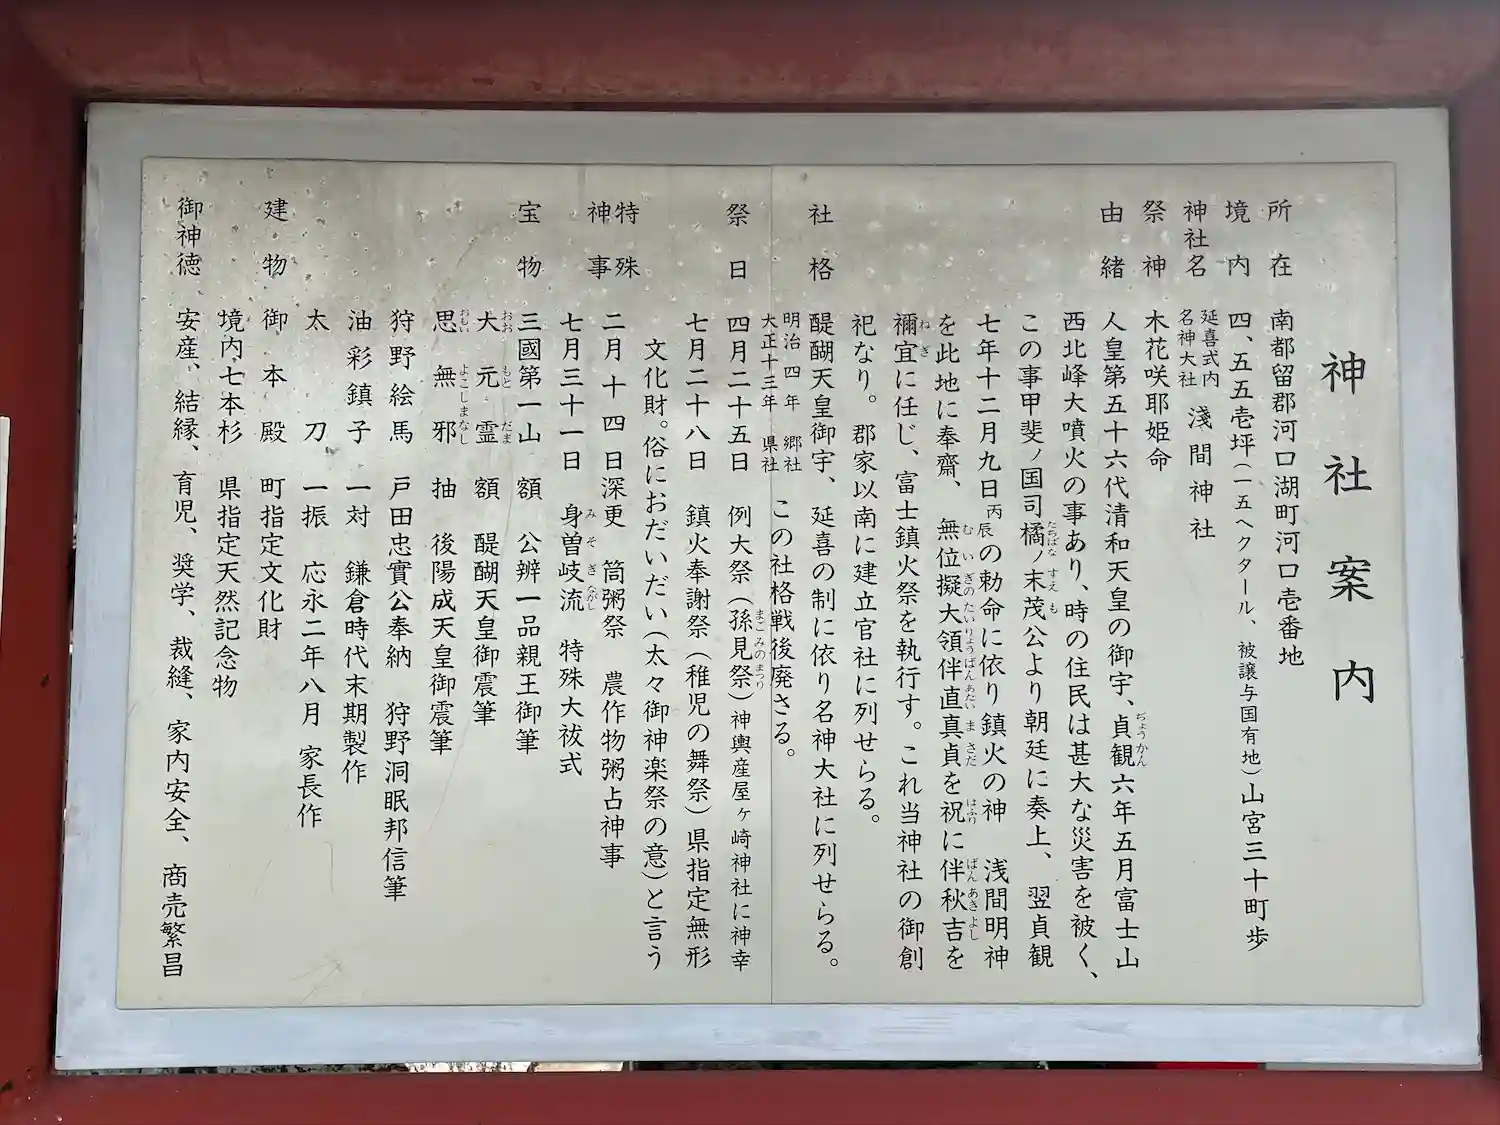 神社案内
所在　南都留郡河口湖町河口壱番地
境内　四、五五壱坪（一五ヘクタール、被譲与国有地）山宮三十町歩
神社名　延喜式内名神大社　淺間神社
祭神　木花咲耶姫命
由緒　人皇第五十六代清和天皇の御宇、貞観六年五月富士山
西北峰大噴火の事あり、時の住民は甚大な災害を被く、
この事甲斐ノ国司橘ノ末茂公より朝廷に奏上、翌貞観
七年十二月九日丙辰の勅命に依り鎮火の神　浅間明神
を此地に奉齋、無位擬大領伴直真貞を祝に伴秋吉を
禰宜に任じ、富士鎮火祭を執行す。これ当神社の御創
祀なり。郡家以南に建立官社に列せらる。
社格　醍醐天皇御宇、延喜の制に依り名神大社に列せらる。
明治四年　郷社
大正十三年　県社　この社格戦後廃さる。
祭日　四月二十五日　例大祭（孫見祭）神輿産屋ヶ崎神社に神幸
七月二十八日　鎮火奉謝祭（稚児の舞祭）県指定無形
文化財。俗におだいだい（太々御神楽祭の意）と言う
特殊神事　二月十四日深更　筒粥祭　農作物粥占神事
七月三十一日　身曽岐流　特殊大祓式
宝物　三國第一山　額　公辨一品親王御筆
大元霊　額　醍醐天皇御震筆
思無邪　抽　後陽成天皇御震筆
狩野絵馬　戸田忠實公奉納　狩野洞眠邦信筆
油彩鎮子　一対　鎌倉時代末期製作
太刀　一振　応永二年八月　家長作
建物　御本殿　町指定文化財
境内七本杉　県指定天然記念物
御神徳　安産、結縁、育児、奨学、裁縫、家内安全、商売繁昌